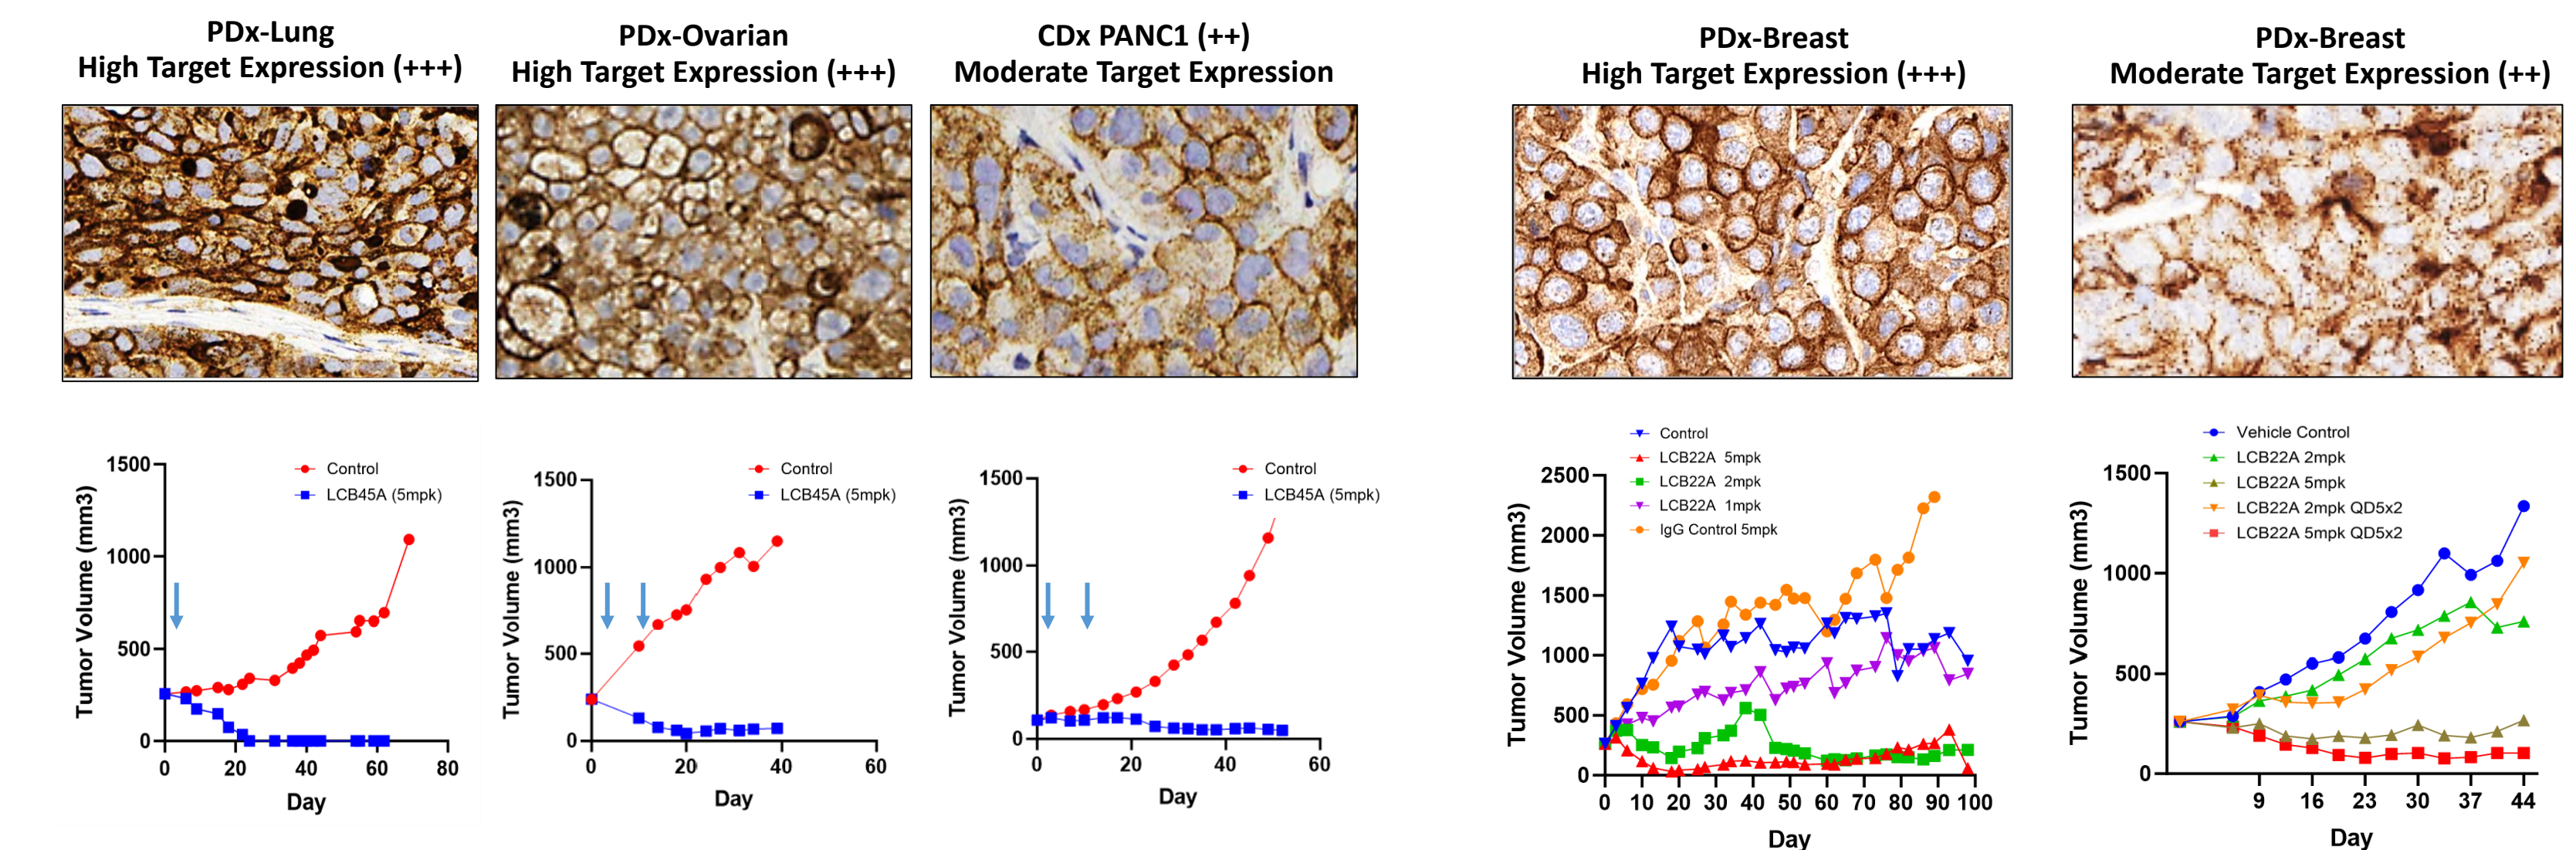 PDx-Lung
High Target Expression (+++)
PDx-Ovarian
High Target Expression (+++)
CDx PANC1 (++)
Moderate Target Expression
PDx-Breast
High Target Expression (+++)
PDx-Breast
Moderate Target Expression (++)
Tumor Volume (mm3)
1500
1000
500
0
0 20 40 60 80
Day
Control
LCB45A (5mpk)
Tumor Volume (mm3)
1500
1000
500
0
0 20 40 60
Day
Control
LCB45A (5mpk)
Tumor Volume (mm3)
1500
1000
500
0
0 20 40 60
Day
Control
LCB45A (5mpk)
Control
LCB22A 5mpk
LCB22A 2mpk
LCB22A 1mpk
IgG Control 5mpk
Tumor Volume (mm3)
2500
2000
1500
1000
500
0
0 10 20 30 40 50 60 70 80 90 100
Day
Vehicle Control
LCB22A 2mpk
LCB22A 5mpk
LCB22A 2mpk QD5x2
LCB22A 5mpk QD5x2
Tumor Volume (mm3)
1500
1000
500
0
9 16 23 30 37 44
Day